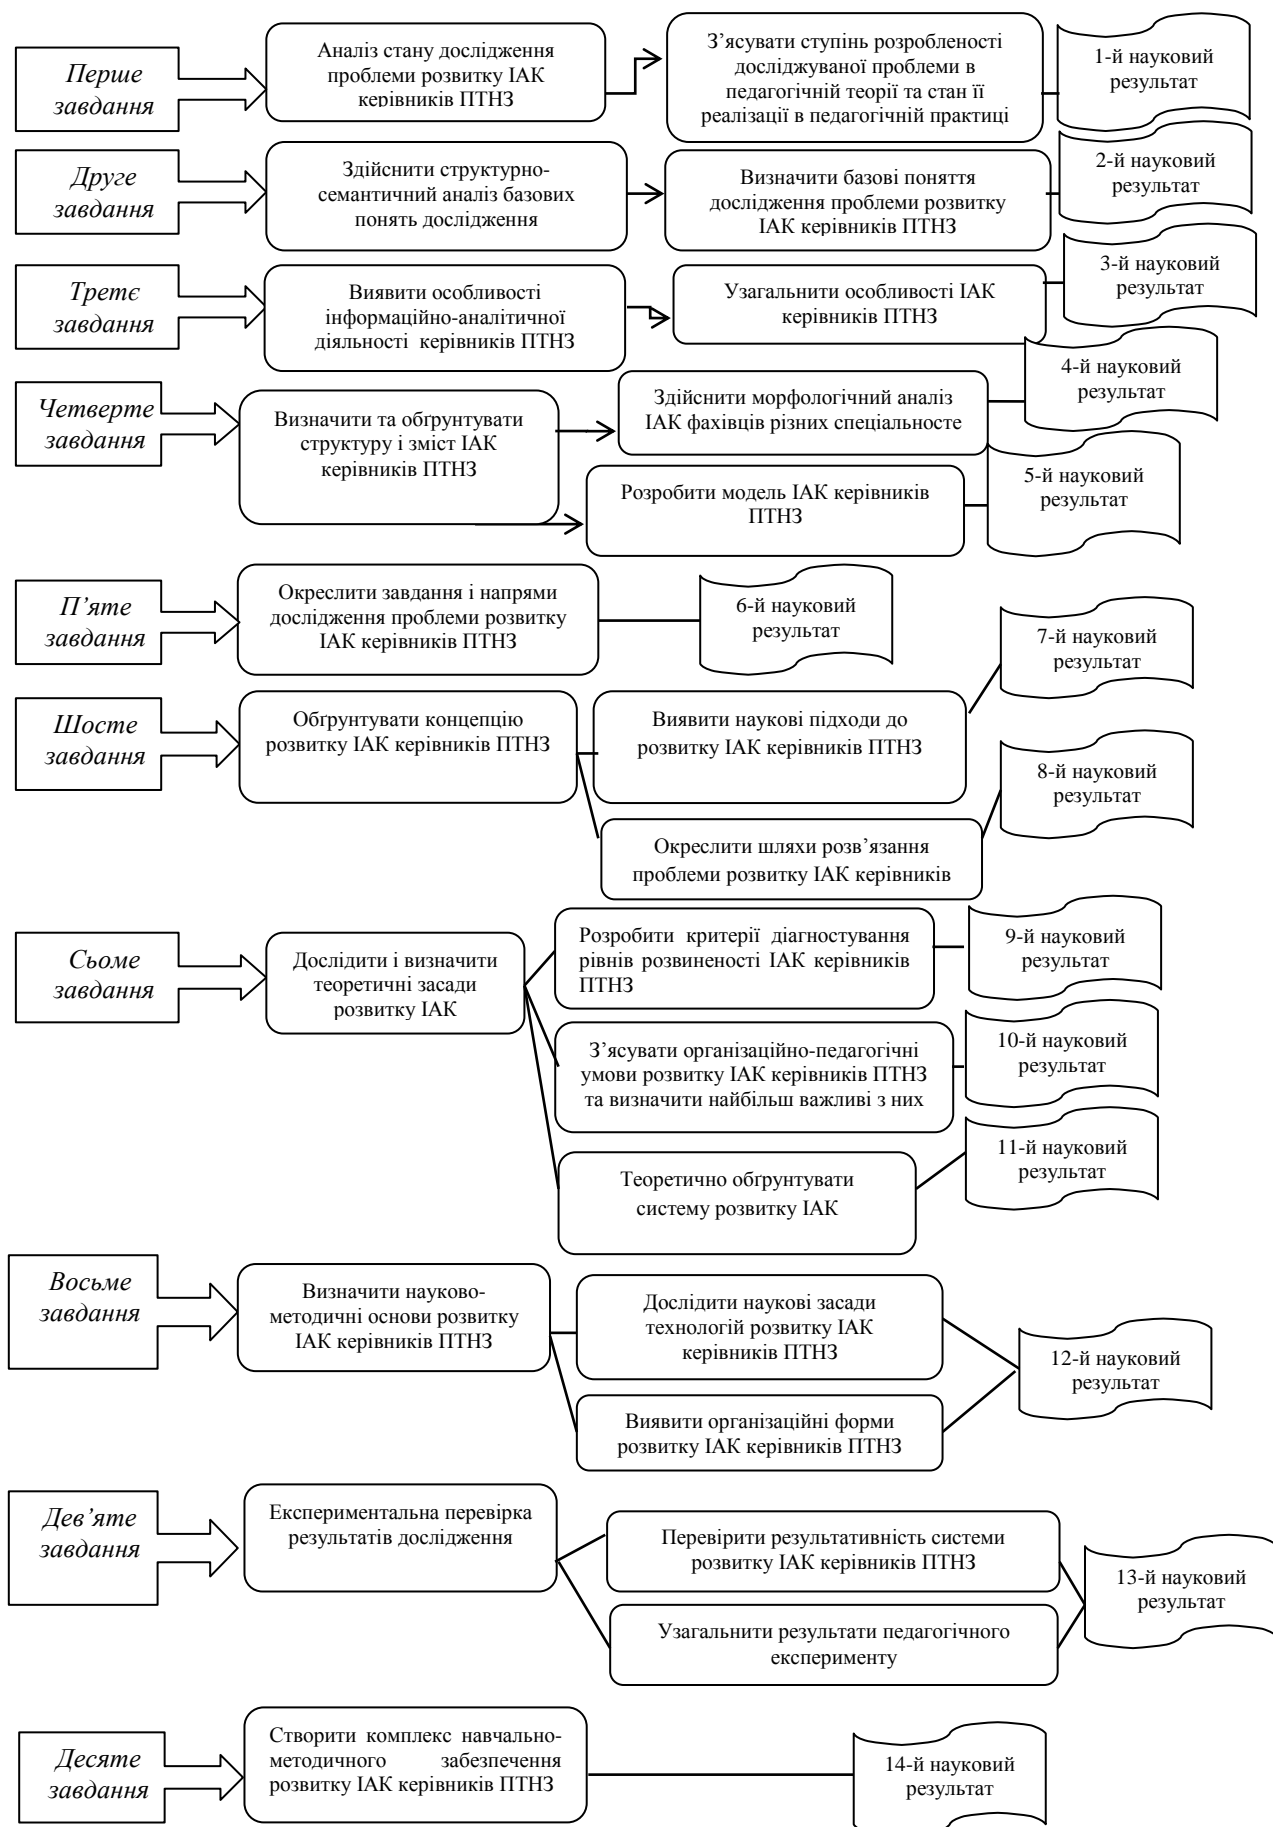 Перше
завдання
Аналіз стану дослідження
проблеми розвитку ІАК
керівників ПТНЗ
З’ясувати ступінь розробленості
досліджуваної проблеми в
педагогічній теорії та стан її
реалізації в педагогічній практиці
1-й науковий
результат
Друге
завдання
Здійснити структурно-
семантичний аналіз базових
понять дослідження
Визначити базові поняття
дослідження проблеми розвитку
ІАК керівників ПТНЗ
2-й науковий
результат
Третє
завдання
Виявити особливості
інформаційно-аналітичної
діяльності керівників ПТНЗ
Узагальнити особливості ІАК
керівників ПТНЗ
3-й науковий
результат
Четверте
завдання
Визначити та обґрунтувати
структуру і зміст ІАК
керівників ПТНЗ
Здійснити морфологічний аналіз
ІАК фахівців різних спеціальносте
4-й науковий
результат
Розробити модель ІАК керівників
ПТНЗ
5-й науковий
результат
П’яте
завдання
Окреслити завдання і напрями
дослідження проблеми розвитку
ІАК керівників ПТНЗ
6-й науковий
результат
Шосте
завдання
Обґрунтувати концепцію
розвитку ІАК керівників ПТНЗ
Виявити наукові підходи до
розвитку ІАК керівників ПТНЗ
7-й науковий
результат
Окреслити шляхи розв’язання
проблеми розвитку ІАК керівників
8-й науковий
результат
Сьоме
завдання
Дослідити і визначити
теоретичні засади
розвитку ІАК
Розробити критерії діагностування
рівнів розвиненості ІАК керівників
ПТНЗ
9-й науковий
результат
З’ясувати організаційно-педагогічні
умови розвитку ІАК керівників ПТНЗ
та визначити найбільш важливі з них
10-й науковий
результат
Теоретично обґрунтувати
систему розвитку ІАК
11-й науковий
результат
Восьме
завдання
Визначити науково-
методичні основи розвитку
ІАК керівників ПТНЗ
Дослідити наукові засади
технологій розвитку ІАК
керівників ПТНЗ
Виявити організаційні форми
розвитку ІАК керівників ПТНЗ
12-й науковий
результат
Дев’яте
завдання
Експериментальна перевірка
результатів дослідження
Перевірити результативність системи
розвитку ІАК керівників ПТНЗ
Узагальнити результати педагогічного
експерименту
13-й науковий
результат
Десяте
завдання
Створити комплекс навчально-
методичного забезпечення
розвитку ІАК керівників ПТНЗ
14-й науковий
результат